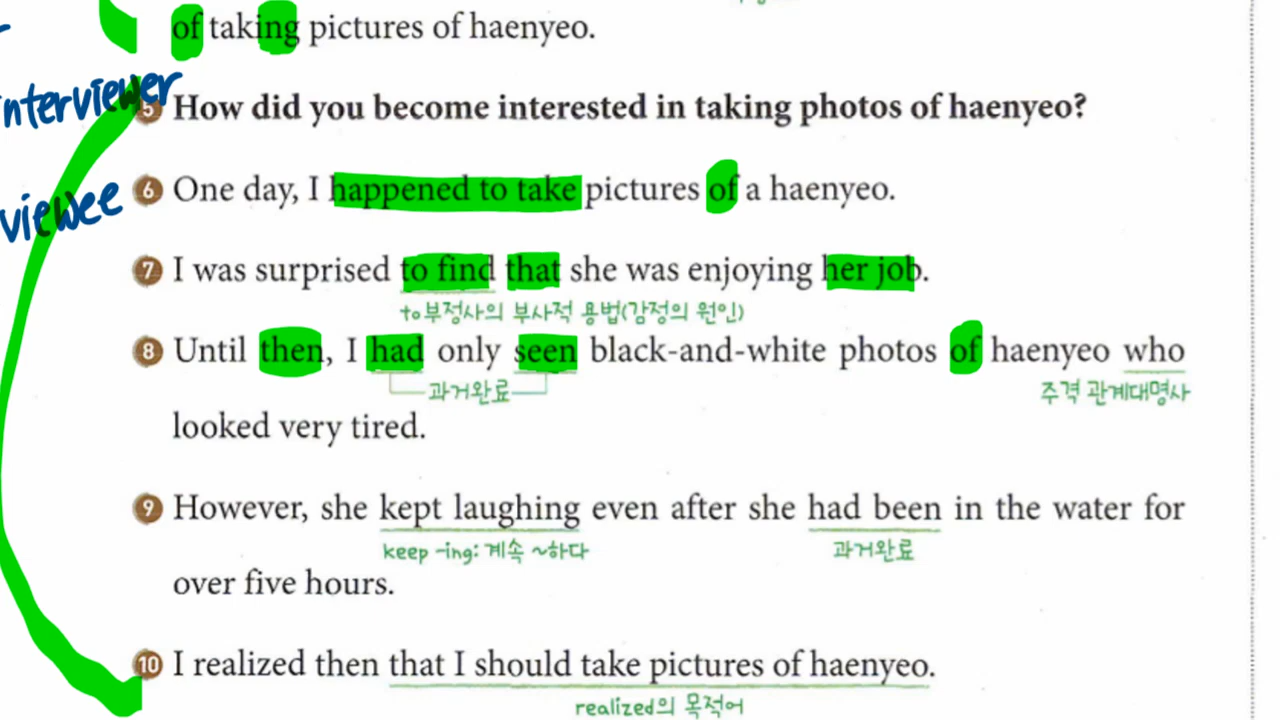 of taking pictures of haenyeo.
interviewer
5 How did you become interested in taking photos of haenyeo?
6 One day, I happened to take pictures of a haenyeo.
viewee
7 I was surprised to find that she was enjoying her job.
to부정사의 부사적 용법(감정의 원인)
8 Until then, I had only seen black-and-white photos of haenyeo who
과거완료
주격 관계대명사
looked very tired.
9 However, she kept laughing even after she had been in the water for
keep -ing: 계속 ~하다
과거완료
over five hours.
10 I realized then that I should take pictures of haenyeo.
realized의 목적어